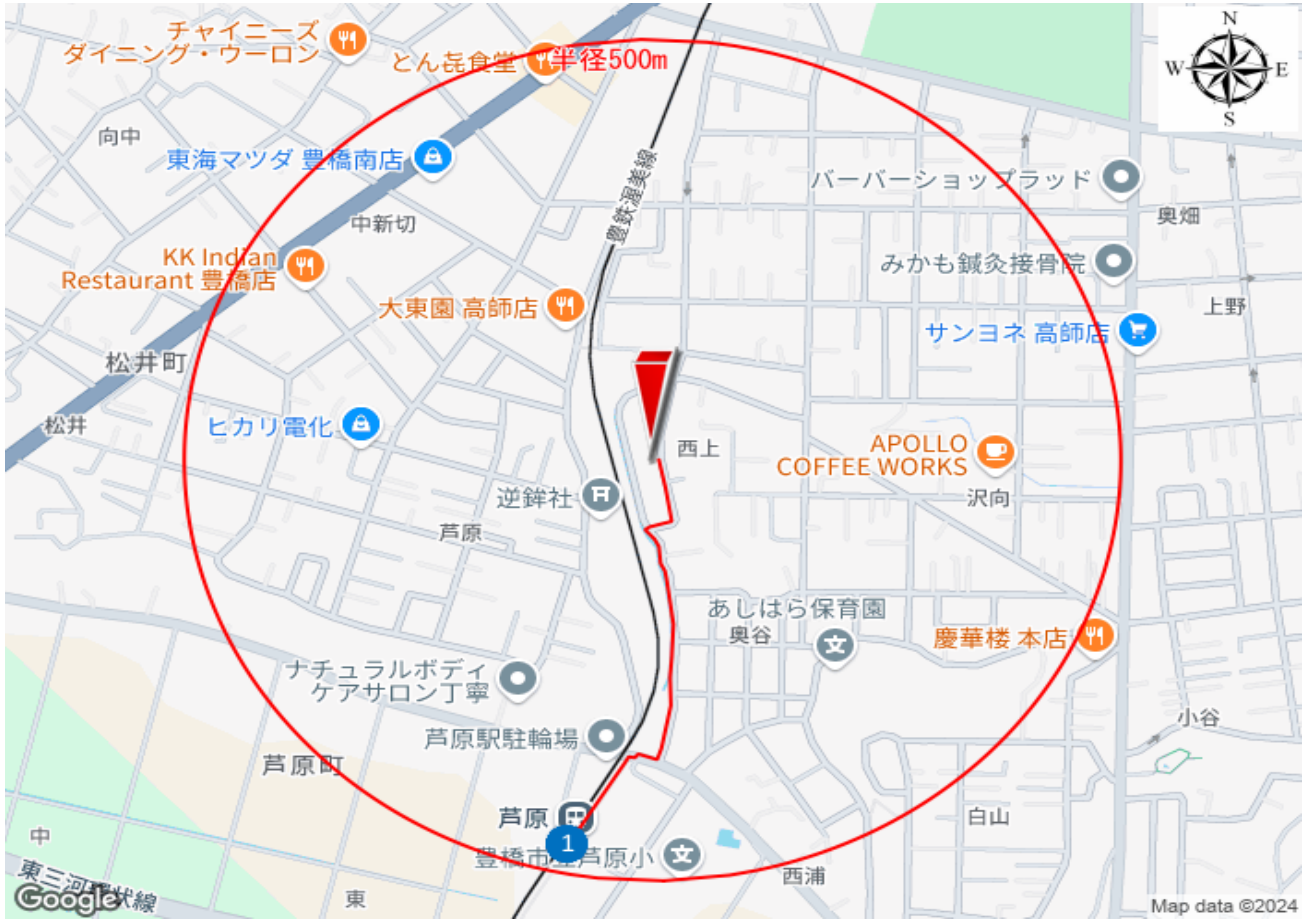 チャイニーズ
ダイニング・ウーロン
とん㐂食堂
半径500m
N
W
E
S
向中
東海マツダ 豊橋南店
豊鉄渥美線
バーバーショップラッド
奥畑
中新切
KK Indian
Restaurant 豊橋店
みかも鍼灸接骨院
大東園 高師店
上野
サンヨネ 高師店
松井町
松井
ヒカリ電化
西上
APOLLO
COFFEE WORKS
逆鉾社
沢向
芦原
あしはら保育園
奥谷
慶華楼 本店
ナチュラルボディ
ケアサロン丁寧
小谷
芦原駅駐輪場
芦原町
芦原
白山
中
1
豊橋市立芦原小
西浦
東三河環状線
東
Google
Map data ©2024